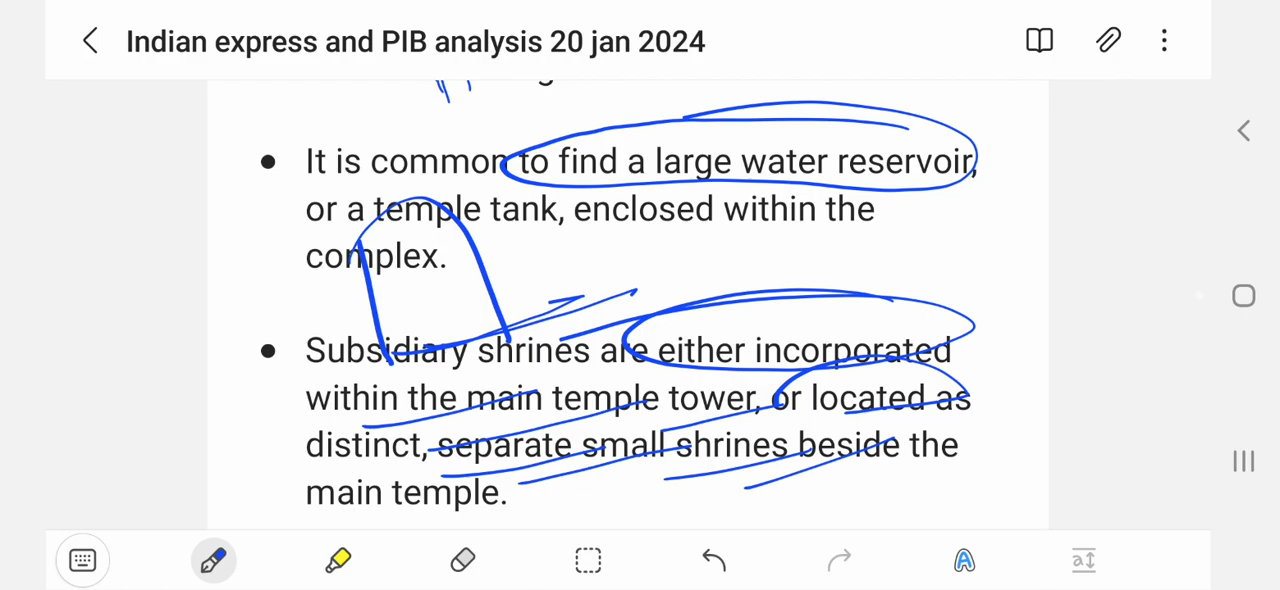 Indian express and PIB analysis 20 jan 2024
It is common to find a large water reservoir,
or a temple tank, enclosed within the
complex.
Subsidiary shrines are either incorporated
within the main temple tower, or located as
distinct, separate small shrines beside the
main temple.